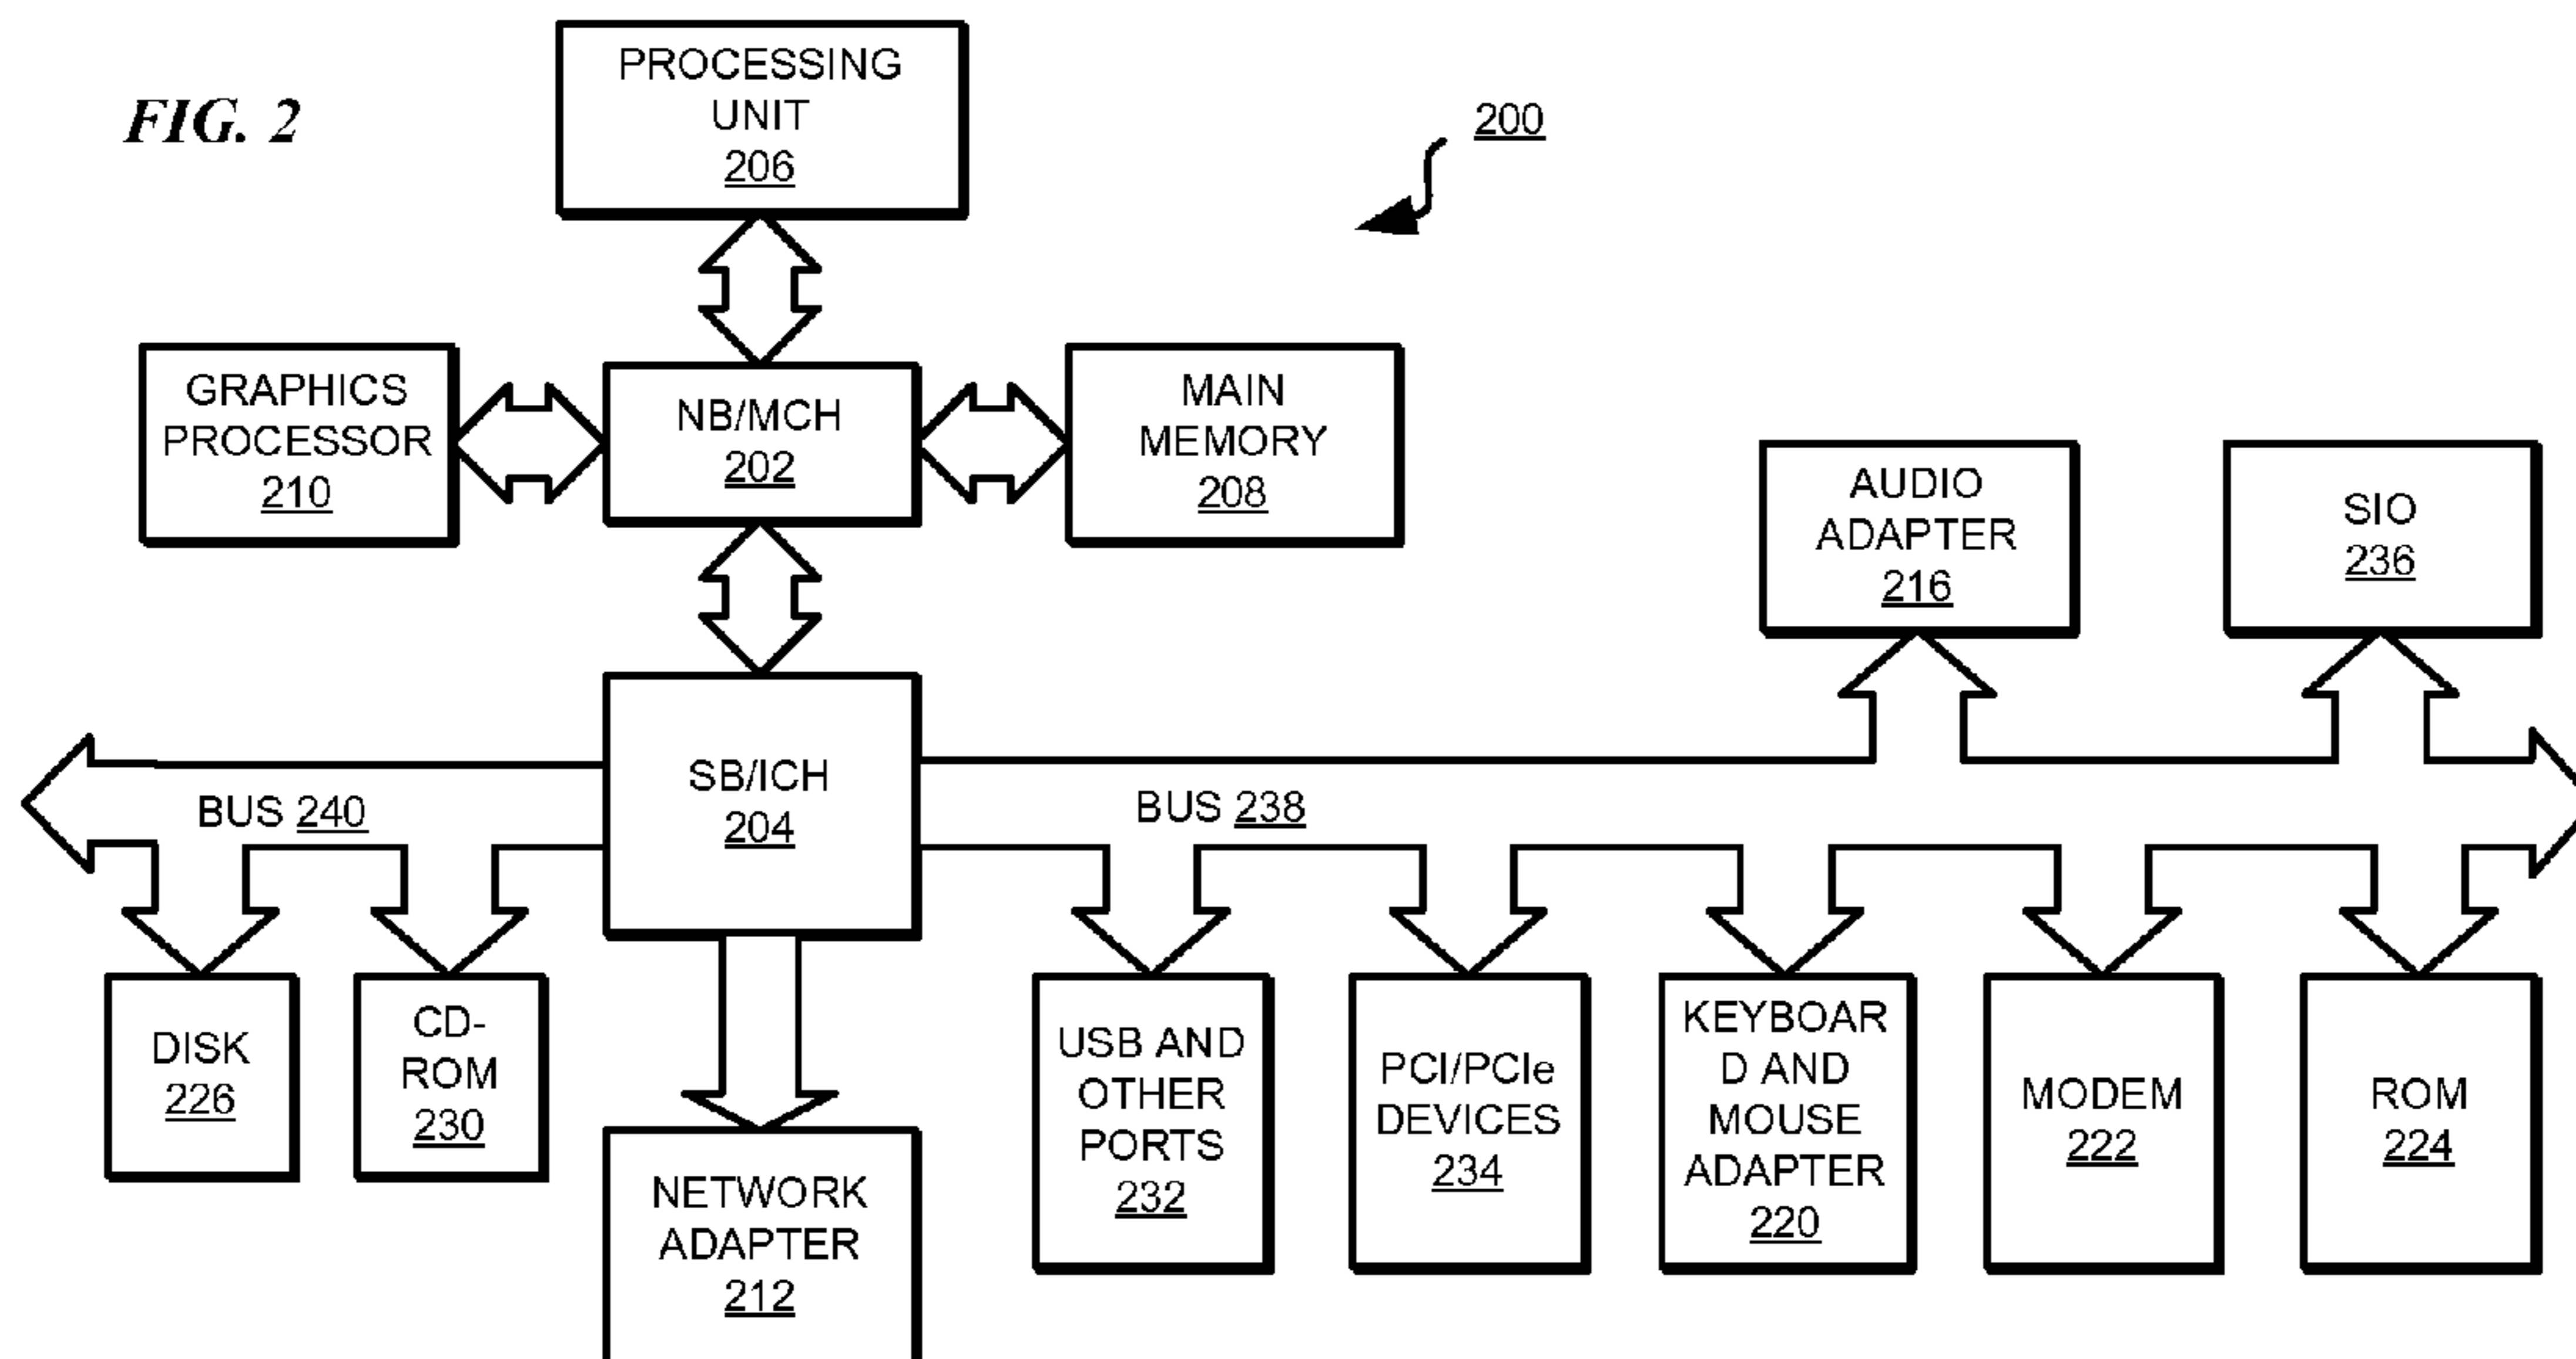 FIG. 2
PROCESSING
UNIT
206
200
GRAPHICS
PROCESSOR
210
NB/MCH
202
MAIN
MEMORY
208
AUDIO
ADAPTER
216
SIO
236
SB/ICH
204
BUS 240
BUS 238
DISK
226
CD-
ROM
230
NETWORK
ADAPTER
212
USB AND
OTHER
PORTS
232
PCI/PCIe
DEVICES
234
KEYBOAR
D AND
MOUSE
ADAPTER
220
MODEM
222
ROM
224